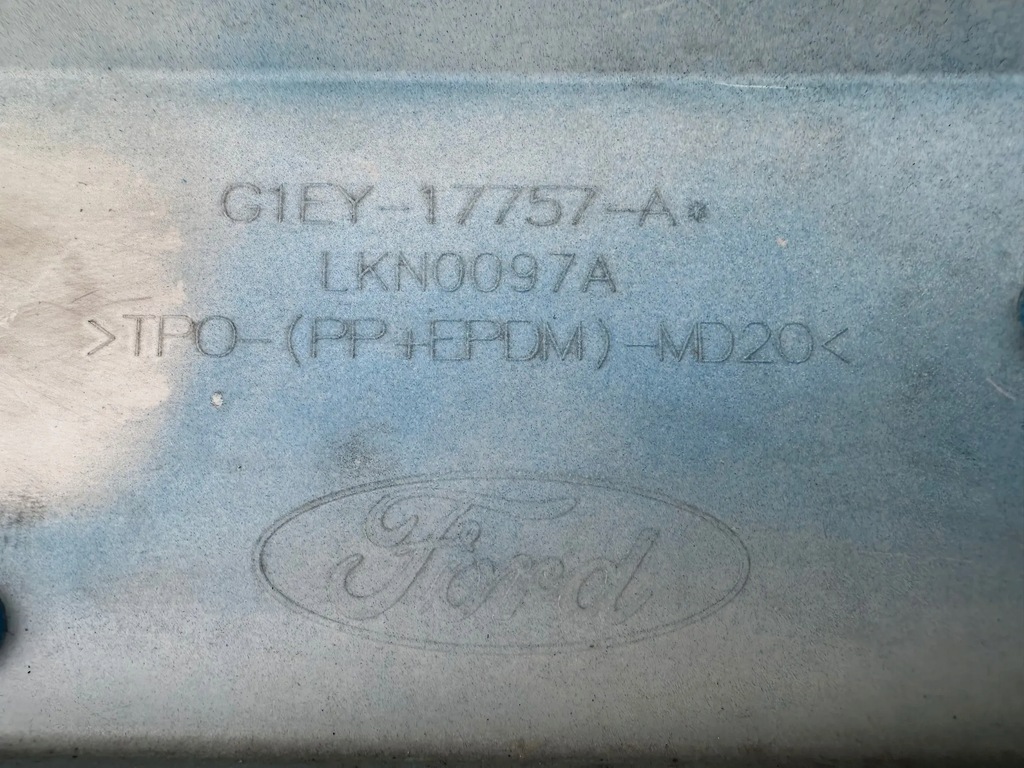 G1EY-17757-A*
LKN0097A
>TPO-(PP+EPDM)-MD20<
Ford